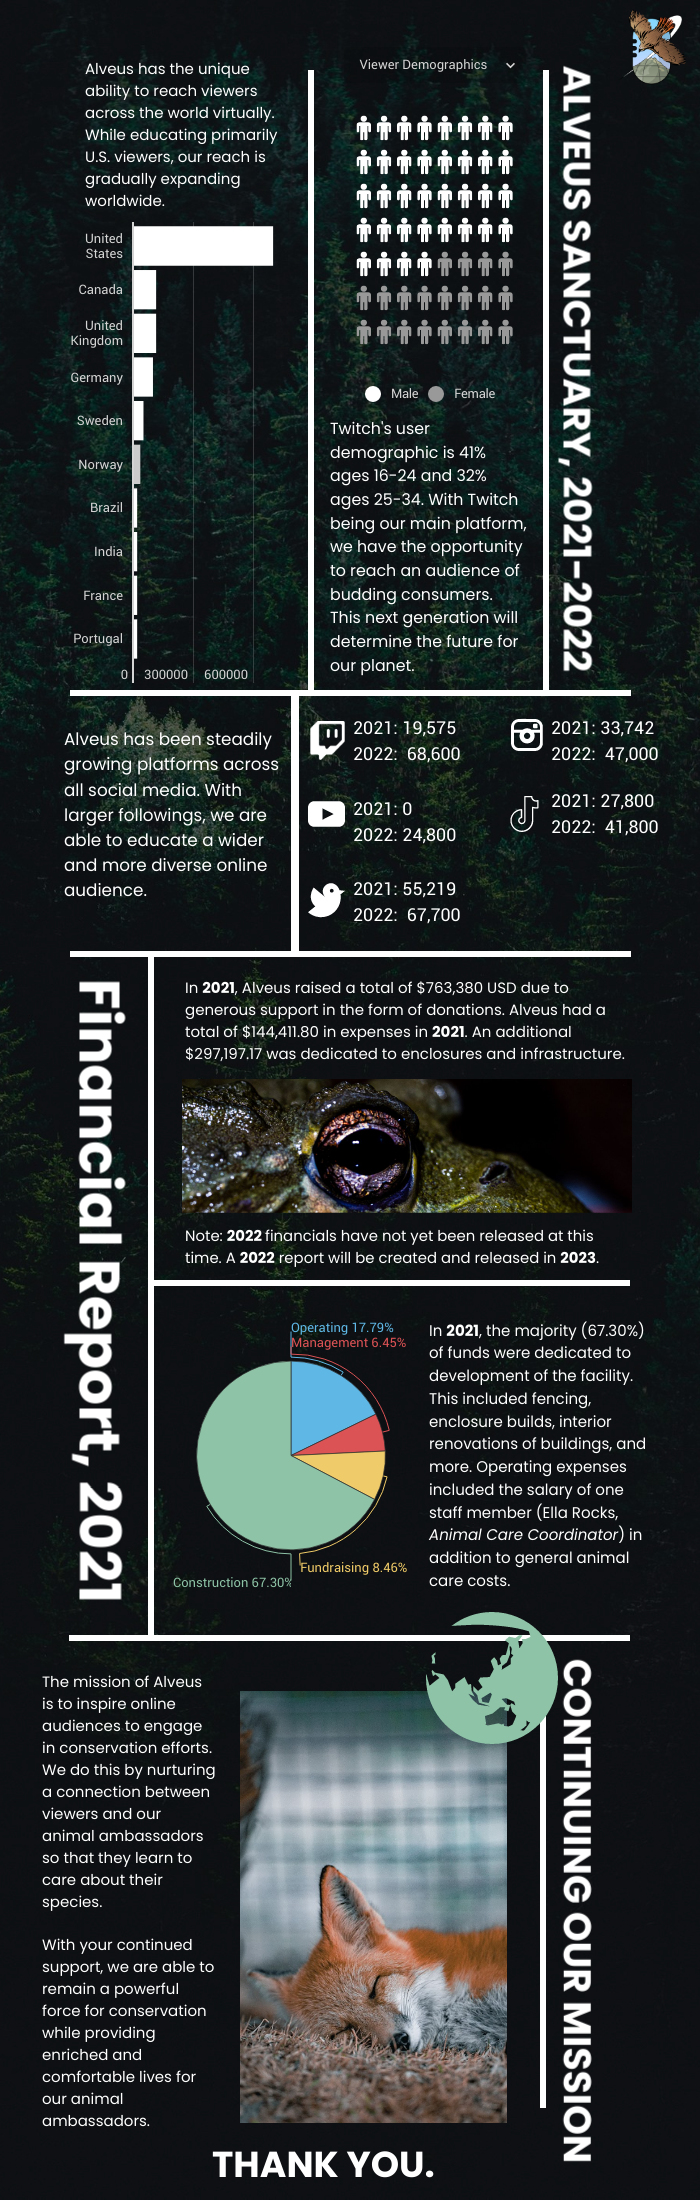 Alveus has the unique
ability to reach viewers
across the world virtually.
While educating primarily
U.S. viewers, our reach is
gradually expanding
worldwide.
United
States
Canada
United
Kingdom
Germany
Sweden
Norway
Brazil
India
France
Portugal
0 300000 600000
Viewer Demographics
Male Female
Twitch's user
demographic is 41%
ages 16-24 and 32%
ages 25-34. With Twitch
being our main platform,
we have the opportunity
to reach an audience of
budding consumers.
This next generation will
determine the future for
our planet.
ALVEUS SANCTUARY, 2021-2022
Alveus has been steadily
growing platforms across
all social media. With
larger followings, we are
able to educate a wider
and more diverse online
audience.
2021: 19,575
2022: 68,600
2021: 33,742
2022: 47,000
2021: 0
2022: 24,800
2021: 27,800
2022: 41,800
2021: 55,219
2022: 67,700
Financial Report, 2021
In 2021, Alveus raised a total of $763,380 USD due to
generous support in the form of donations. Alveus had a
total of $144,411.80 in expenses in 2021. An additional
$297,197.17 was dedicated to enclosures and infrastructure.
Note: 2022 financials have not yet been released at this
time. A 2022 report will be created and released in 2023.
Operating 17.79%
Management 6.45%
Fundraising 8.46%
Construction 67.30%
In 2021, the majority (67.30%)
of funds were dedicated to
development of the facility.
This included fencing,
enclosure builds, interior
renovations of buildings, and
more. Operating expenses
included the salary of one
staff member (Ella Rocks,
Animal Care Coordinator) in
addition to general animal
care costs.
The mission of Alveus
is to inspire online
audiences to engage
in conservation efforts.
We do this by nurturing
a connection between
viewers and our
animal ambassadors
so that they learn to
care about their
species.
With your continued
support, we are able to
remain a powerful
force for conservation
while providing
enriched and
comfortable lives for
our animal
ambassadors.
CONTINUING OUR MISSION
THANK YOU.